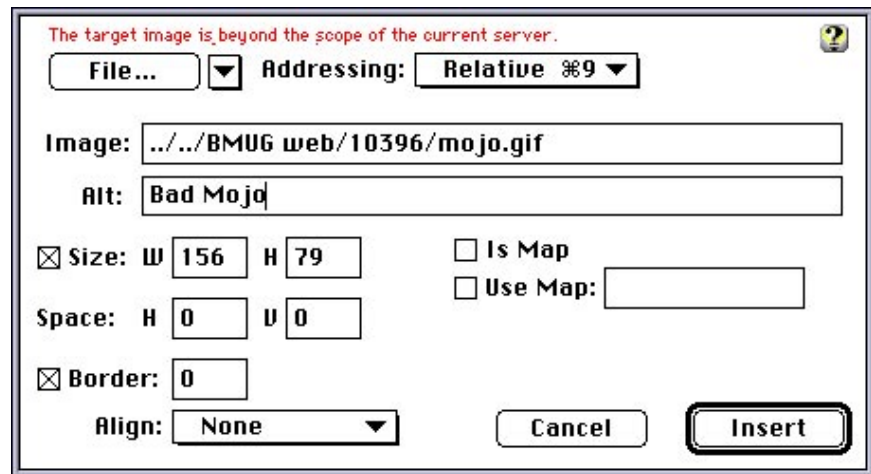 The target image is beyond the scope of the current server.
File... Addressing: Relative ⌘9
Image: ../../BMUG web/10396/mojo.gif
Alt: Bad Mojo
Size: W 156 H 79 Is Map
Use Map:
Space: H 0 V 0
Border: 0
Align: None Cancel Insert